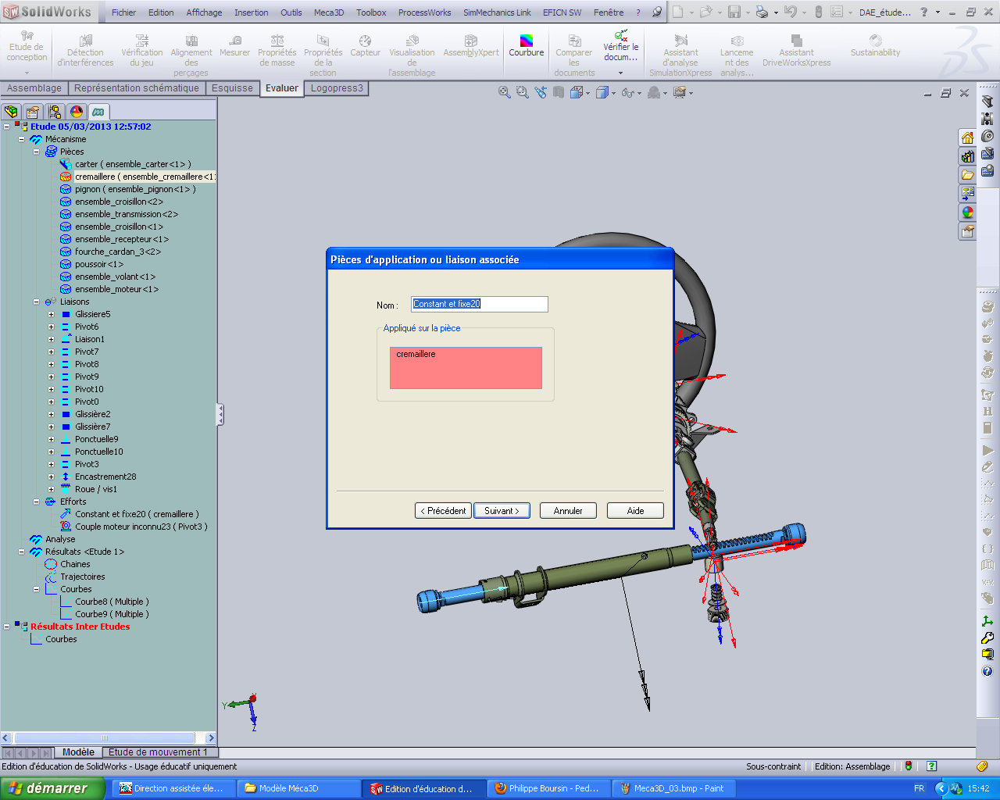 SolidWorks
Fichier Edition Affichage Insertion Outils Meca3D Toolbox ProcessWorks SimMechanics Link EFICN SW Fenêtre ? DAE_étude... ?
Etude de conception
Détection d'interférences
Vérification du jeu
Alignement des perçages
Mesurer
Propriétés de masse
Propriétés de la section
Capteur
Visualisation de l'assemblage
AssemblyXpert
Courbure
Comparer les documents
Vérifier le docum...
Assistant d'analyse SimulationXpress
Lanceme nt des analys...
Assistant DriveWorksXpress
Sustainability
Assemblage Représentation schématique Esquisse Evaluer Logopress3
Etude 05/03/2013 12:57:02
Mécanisme
Pièces
carter ( ensemble_carter<1> )
cremaillere ( ensemble_cremaillere<1
pignon ( ensemble_pignon<1> )
ensemble_croisillon<2>
ensemble_transmission<2>
ensemble_croisillon<1>
ensemble_recepteur<1>
fourche_cardan_3<2>
poussoir<1>
ensemble_volant<1>
ensemble_moteur<1>
Liaisons
Glissiere5
Pivot6
Liaison1
Pivot7
Pivot8
Pivot9
Pivot10
Pivot0
Glissière2
Glissière7
Ponctuelle9
Ponctuelle10
Pivot3
Encastrement28
Roue / vis1
Efforts
Constant et fixe20 ( cremaillere )
Couple moteur inconnu23 ( Pivot3 )
Analyse
Résultats <Etude 1>
Chaines
Trajectoires
Courbes
Courbe8 ( Multiple )
Courbe9 ( Multiple )
Résultats Inter Etudes
Courbes
Pièces d'application ou liaison associée
Nom : Constant et fixe20
Appliqué sur la pièce
cremaillere
< Précédent Suivant > Annuler Aide
Y
Z
Modèle Etude de mouvement 1
Edition d'éducation de SolidWorks - Usage éducatif uniquement Sous-contraint Edition: Assemblage
démarrer Direction assistée éle... Modèle Méca3D Edition d'éducation d... Philippe Boursin - Ped... Meca3D_03.bmp - Paint FR 15:42